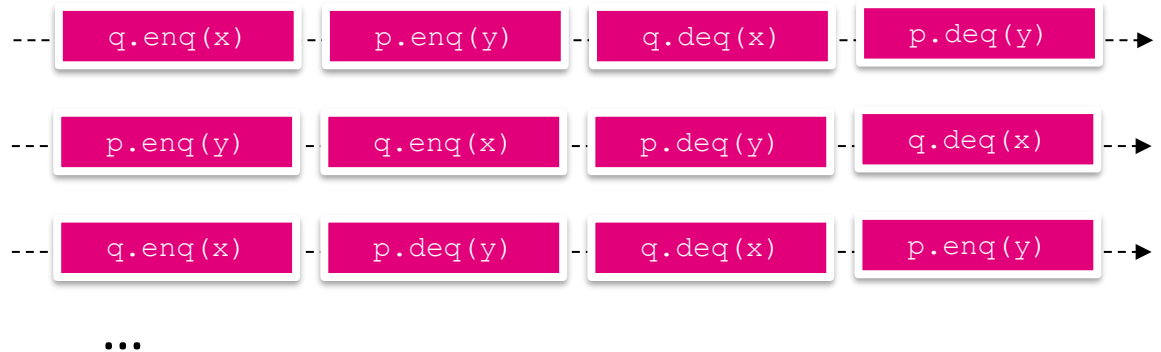 q.enq(x) p.enq(y) q.deq(x) p.deq(y)
p.enq(y) q.enq(x) p.deq(y) q.deq(x)
q.enq(x) p.deq(y) q.deq(x) p.enq(y)
...